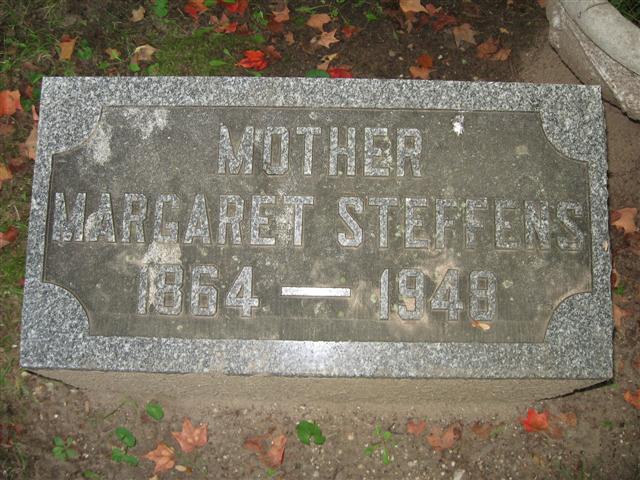 MOTHER
MARGARET STEFFENS
1864 — 1948